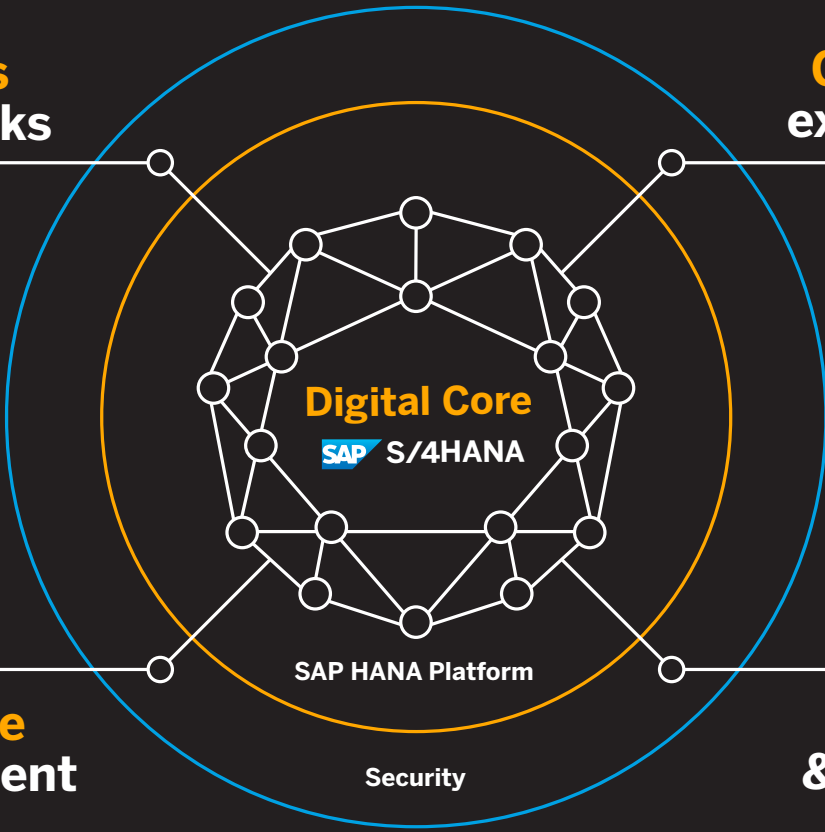 s
ks
C
ex
Digital Core
SAP S/4HANA
SAP HANA Platform
e
ent
&
Security